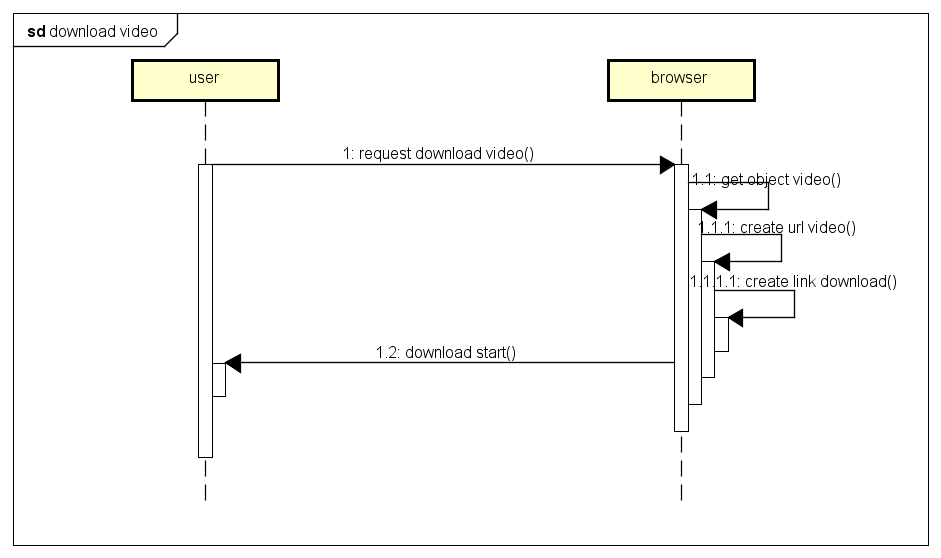 sd download video
user
browser
1: request download video()
1.1: get object video()
1.1.1: create url video()
1.1.1.1: create link download()
1.2: download start()